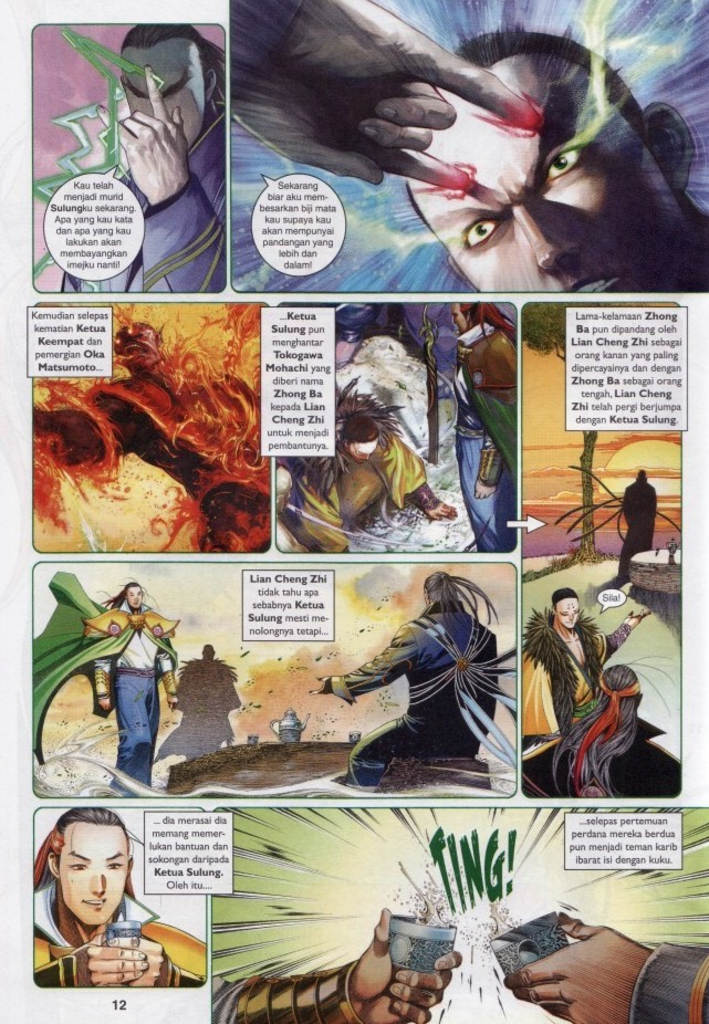 Kau telah
menjadi murid
Sulungku sekarang.
Apa yang kau kata
dan apa yang kau
lakukan akan
membayangkan
imejku nanti!
Sekarang
biar aku mem-
besarkan biji mata
kau supaya kau
akan mempunyai
pandangan yang
lebih dan
dalam!
Kemudian selepas
kematian Ketua
Keempat dan
pemergian Oka
Matsumoto...
...Ketua
Sulung pun
menghantar
Tokogawa
Mohachi yang
diberi nama
Zhong Ba
kepada Lian
Cheng Zhi
untuk menjadi
pembantunya.
Lama-kelamaan Zhong
Ba pun dipandang oleh
Lian Cheng Zhi sebagai
orang kanan yang paling
dipercayainya dan dengan
Zhong Ba sebagai orang
tengah, Lian Cheng
Zhi telah pergi berjumpa
dengan Ketua Sulung.
Sila!
Lian Cheng Zhi
tidak tahu apa
sebabnya Ketua
Sulung mesti me-
nolongnya tetapi...
... dia merasai dia
memang memer-
lukan bantuan dan
sokongan daripada
Ketua Sulung.
Oleh itu....
TING!
...selepas pertemuan
perdana mereka berdua
pun menjadi teman karib
ibarat isi dengan kuku.
12